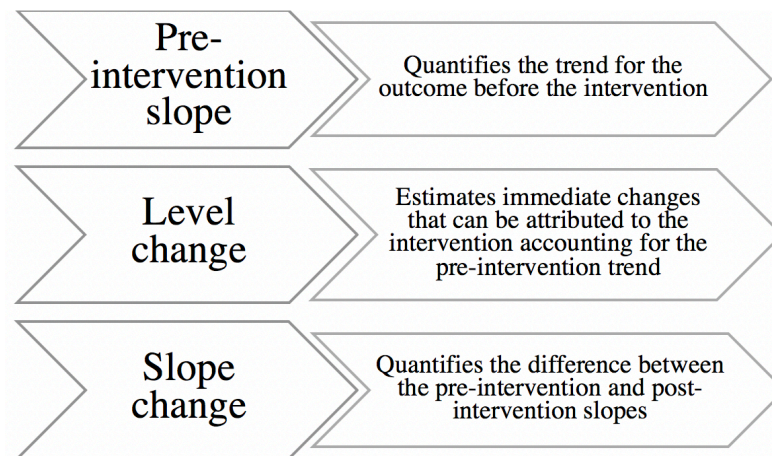 Pre-
intervention
slope
Quantifies the trend for the
outcome before the intervention
Level
change
Estimates immediate changes
that can be attributed to the
intervention accounting for the
pre-intervention trend
Slope
change
Quantifies the difference between
the pre-intervention and post-
intervention slopes